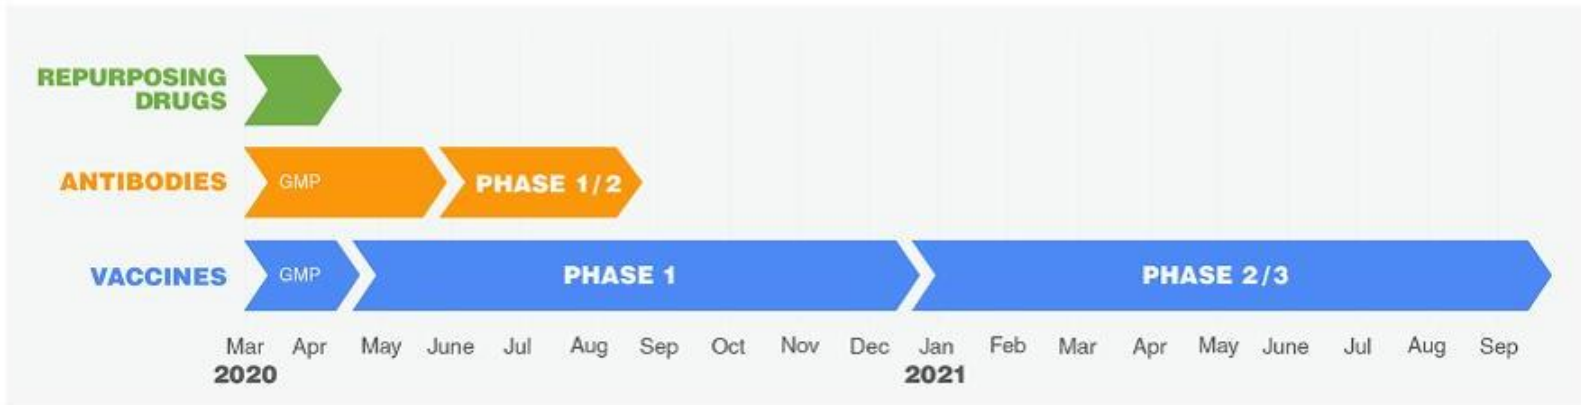 REPURPOSING
DRUGS
ANTIBODIES
GMP
PHASE 1/2
VACCINES
GMP
PHASE 1
PHASE 2/3
Mar Apr May June Jul Aug Sep Oct Nov Dec Jan Feb Mar Apr May June Jul Aug Sep
2020 2021